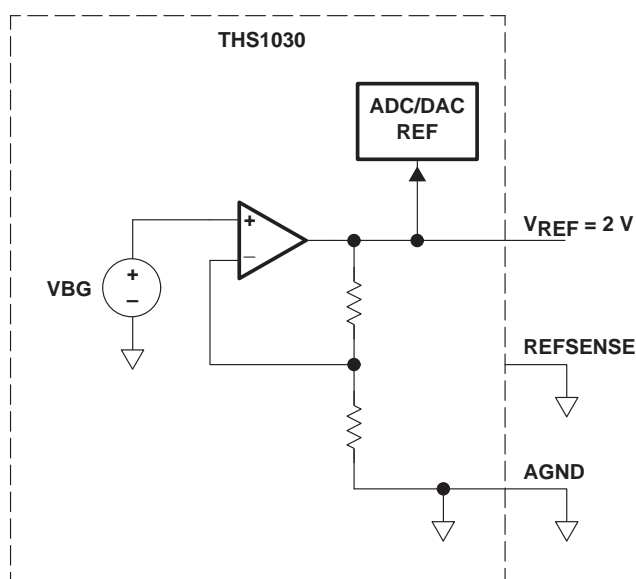 THS1030
ADC/DAC
REF
+
–
VREF = 2 V
VBG
+
–
REFSENSE
AGND